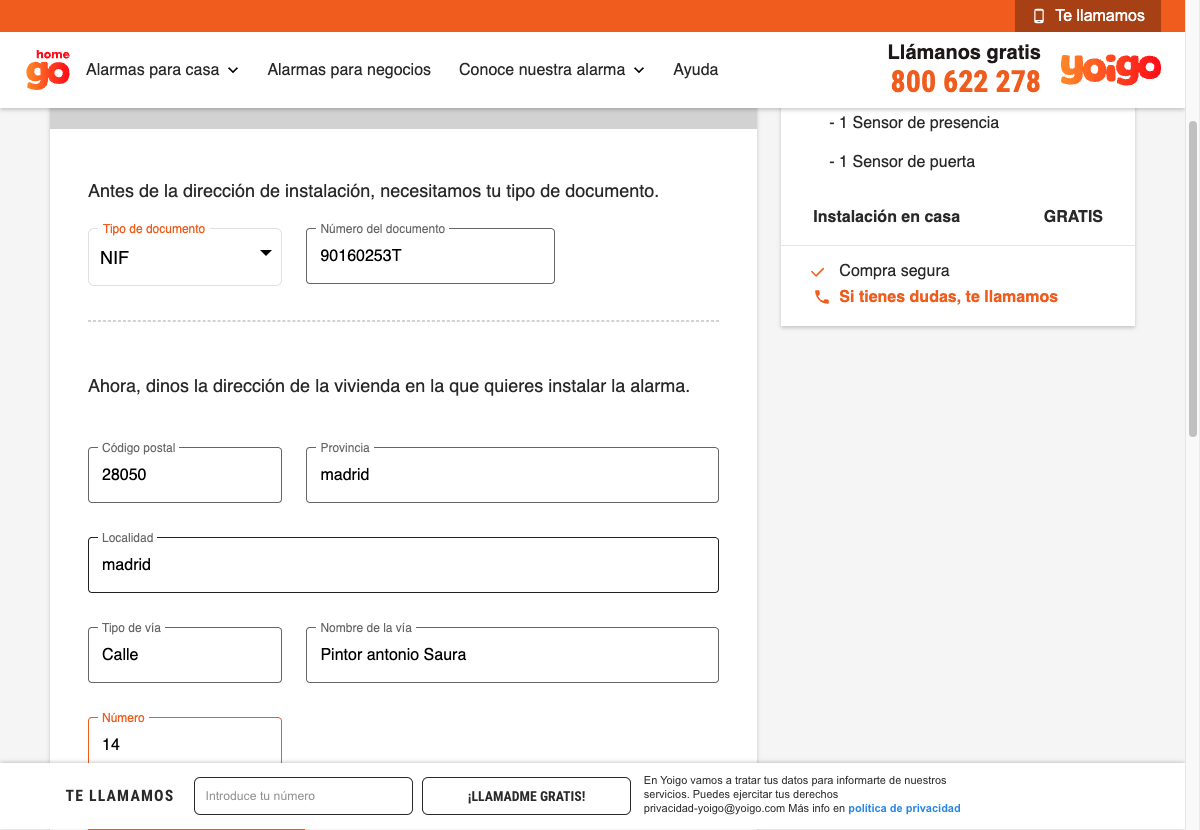 Te llamamos
home
go
Alarmas para casa
Alarmas para negocios
Conoce nuestra alarma
Ayuda
Llámanos gratis
800 622 278
yoigo
- 1 Sensor de presencia
- 1 Sensor de puerta
Instalación en casa GRATIS
Compra segura
Si tienes dudas, te llamamos
Antes de la dirección de instalación, necesitamos tu tipo de documento.
Tipo de documento
NIF
Número del documento
90160253T
Ahora, dinos la dirección de la vivienda en la que quieres instalar la alarma.
Código postal
28050
Provincia
madrid
Localidad
madrid
Tipo de vía
Calle
Nombre de la vía
Pintor antonio Saura
Número
14
TE LLAMAMOS
Introduce tu número
¡LLAMADME GRATIS!
En Yoigo vamos a tratar tus datos para informarte de nuestros
servicios. Puedes ejercitar tus derechos
privacidad-yoigo@yoigo.com Más info en política de privacidad